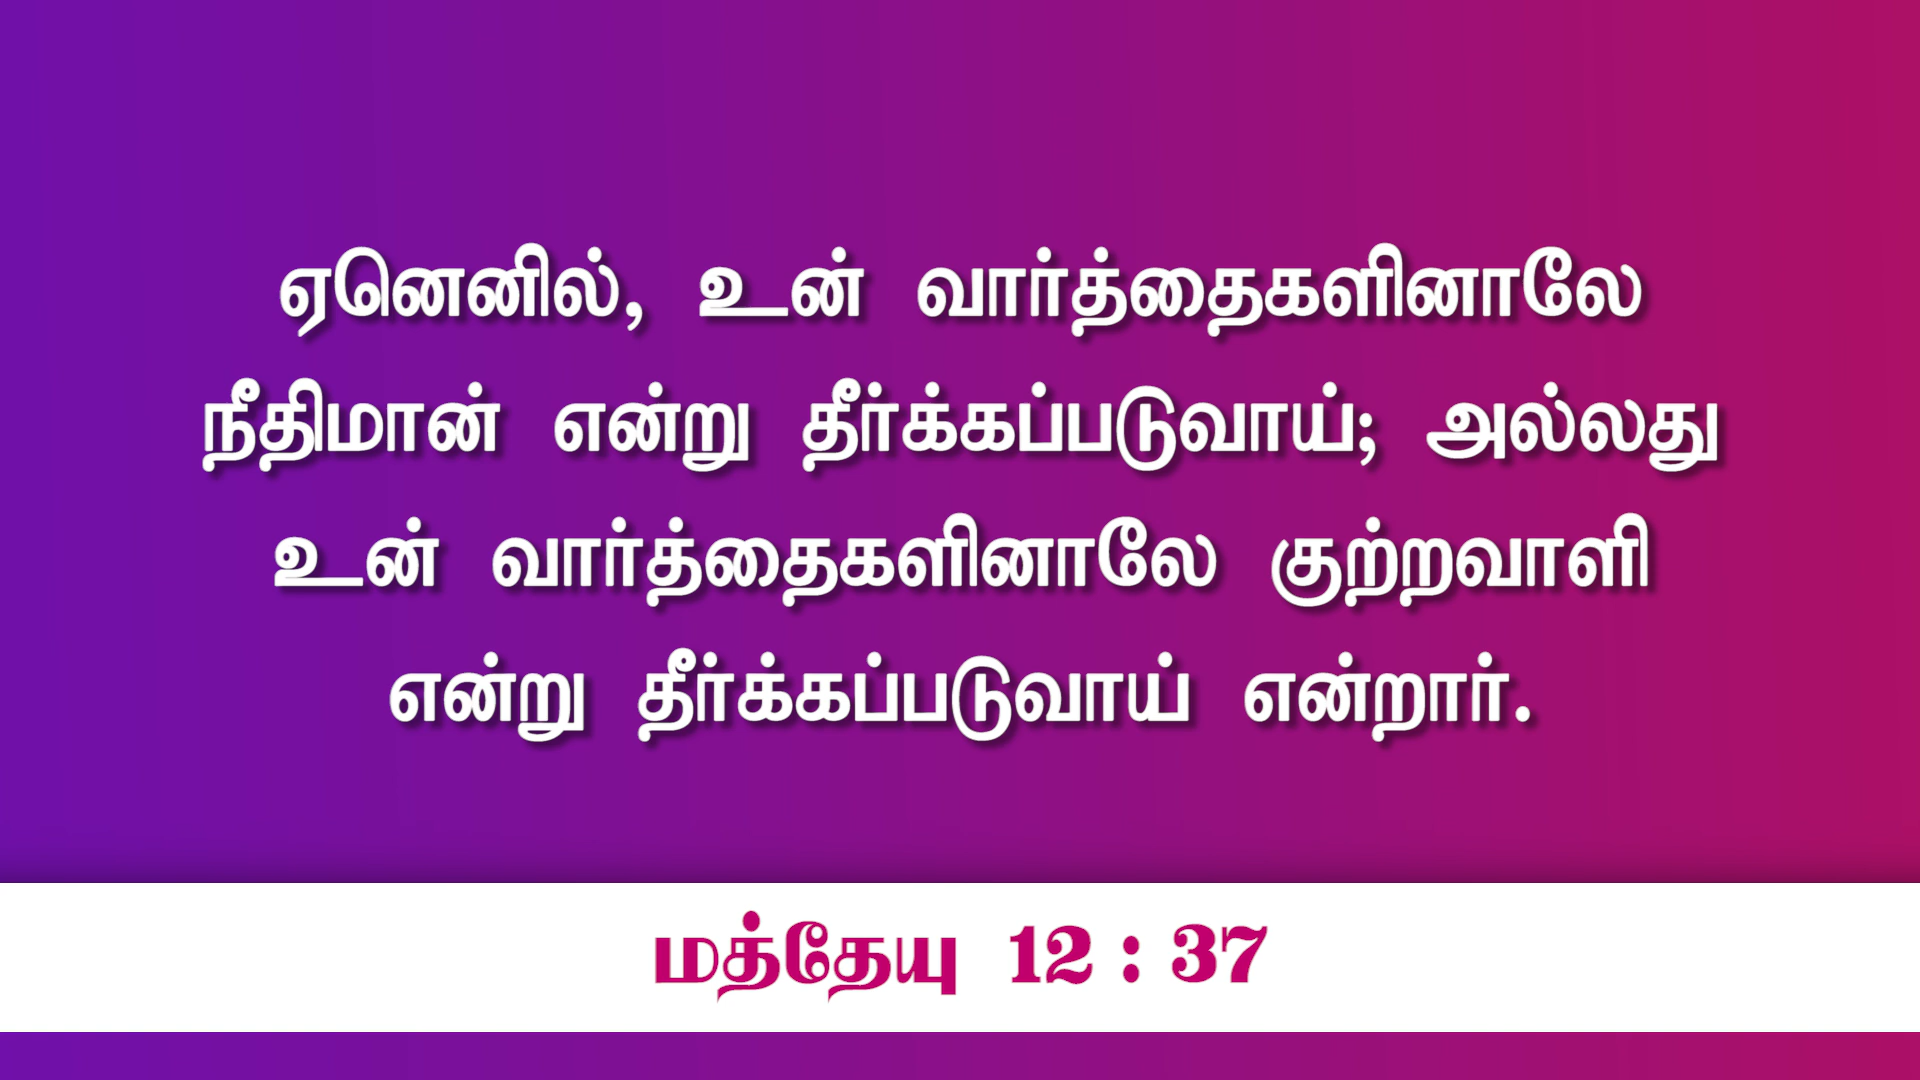 ஏனெனில், உன் வார்த்தைகளினாலே
நீதிமான் என்று தீர்க்கப்படுவாய்; அல்லது
உன் வார்த்தைகளினாலே குற்றவாளி
என்று தீர்க்கப்படுவாய் என்றார்.
மத்தேயு 12 : 37